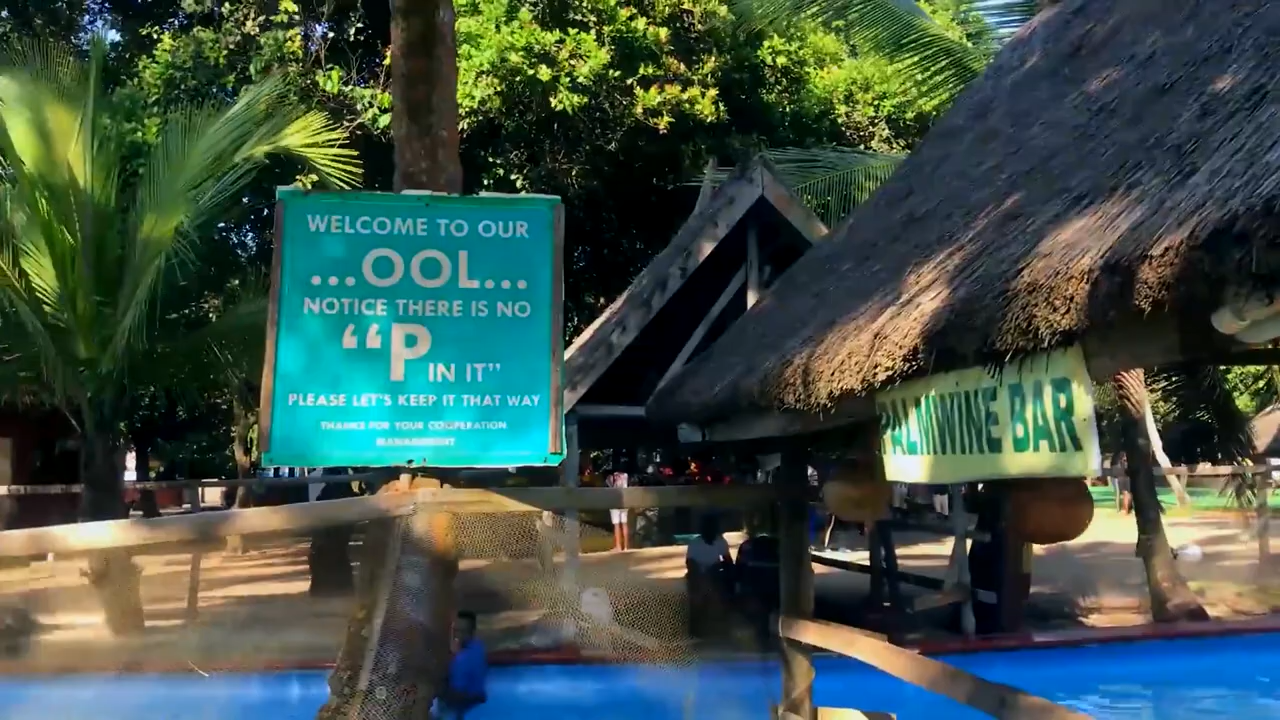 WELCOME TO OUR
...OOL...
NOTICE THERE IS NO
“P
IN IT”
PLEASE LET'S KEEP IT THAT WAY
THANKS FOR YOUR COOPERATION
MANAGEMENT
PALMWINE BAR